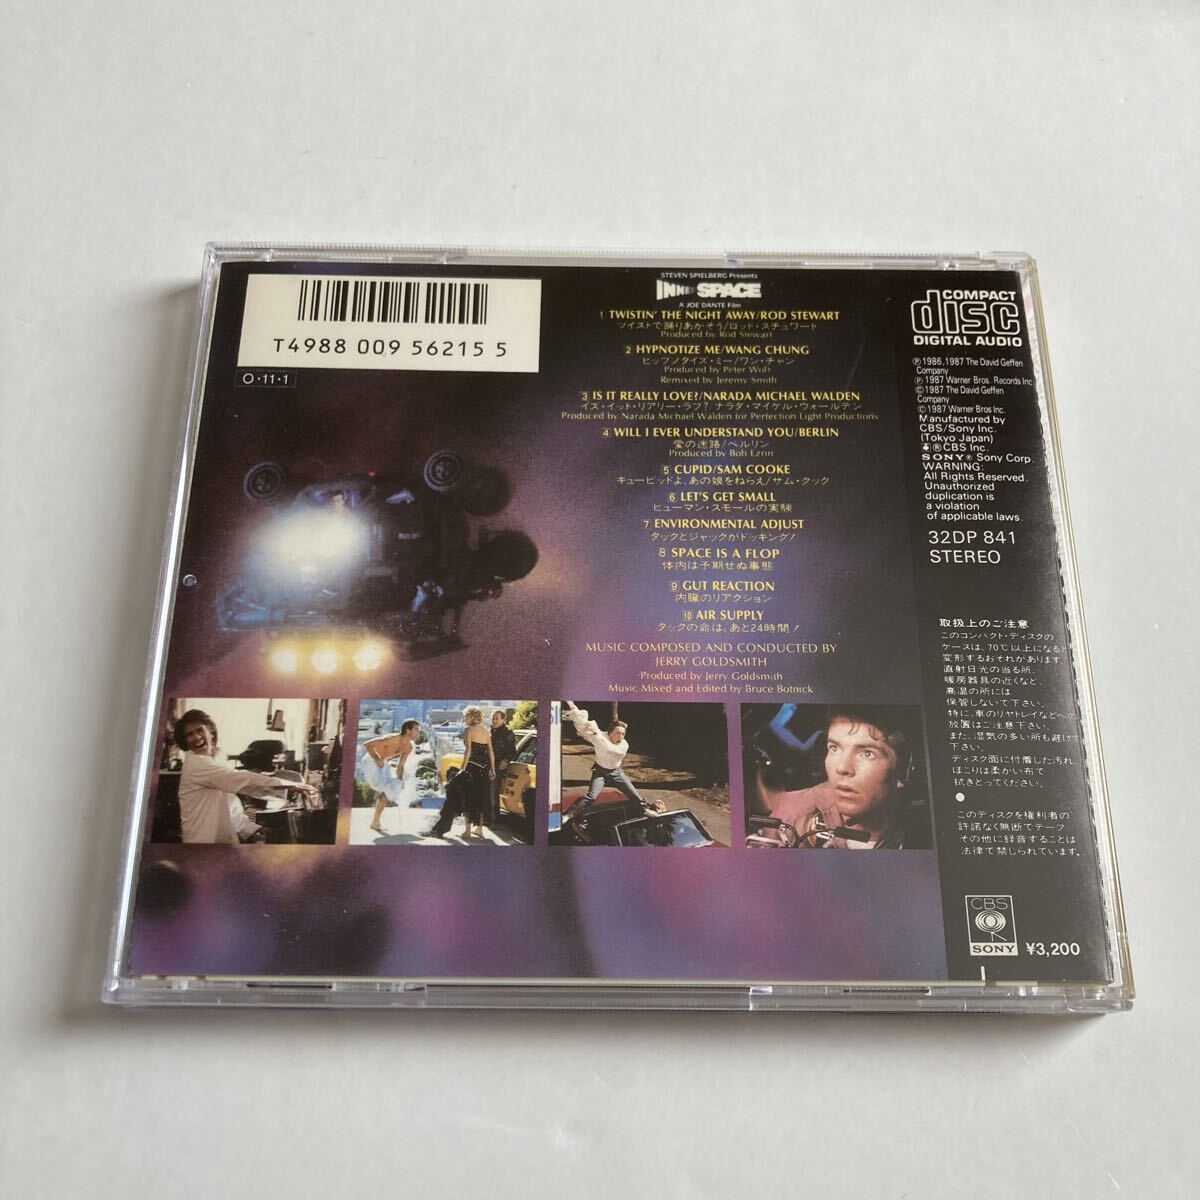 T4988 009 56215 5
O·11·1
STEVEN SPIELBERG Presents
INNERSPACE
A JOE DANTE Film
1 TWISTIN' THE NIGHT AWAY/ROD STEWART
ツイストで踊りあかそう/ロッド・スチュワート
Produced by Rod Stewart
2 HYPNOTIZE ME/WANG CHUNG
ヒップノタイズ・ミー/ワン・チャン
Produced by Peter Wolf
Remixed by Jeremy Smith
3 IS IT REALLY LOVE?/NARADA MICHAEL WALDEN
イズ・イット・リアリー・ラブ? ナラダ・マイケル・ウォールデン
Produced by Narada Michael Walden for Perfection Light Productions
4 WILL I EVER UNDERSTAND YOU/BERLIN
愛の迷路/ベルリン
Produced by Bob Ezrin
5 CUPID/SAM COOKE
キューピッドよ、あの娘をねらえ/サム・クック
6 LET'S GET SMALL
ヒューマン・スモールの実験
7 ENVIRONMENTAL ADJUST
タックとジャックがドッキング!
8 SPACE IS A FLOP
体内は予期せぬ事態
9 GUT REACTION
内臓のリアクション
10 AIR SUPPLY
タックの命は、あと24時間!
MUSIC COMPOSED AND CONDUCTED BY
JERRY GOLDSMITH
Produced by Jerry Goldsmith
Music Mixed and Edited by Bruce Botnick
COMPACT
disc
DIGITAL AUDIO
Ⓟ1986,1987 The David Geffen
Company
Ⓟ1987 Warner Bros. Records Inc
©1987 The David Geffen
Company
©1987 Warner Bros Inc.
Manufactured by
CBS/Sony Inc.
(Tokyo Japan)
® CBS Inc.
SONY® Sony Corp.
WARNING:
All Rights Reserved.
Unauthorized
duplication is
a violation
of applicable laws.
32DP 841
STEREO
取扱上のご注意
このコンパクト・ディスクの
ケースは、70℃以上になると
変形するおそれがあります
直射日光の当る所、
暖房器具の近くなど、
高温の所には
保管しないで下さい。
特に、車のリヤトレイなどへの
放置はご注意下さい。
また、湿気の多い所も避けて
下さい。
ディスク面に付着した汚れ、
ほこりは柔かい布で
拭きとってください。
●
このディスクを権利者の
許諾なく無断でテープ
その他に録音することは
法律で禁じられています。
CBS
SONY
¥3,200